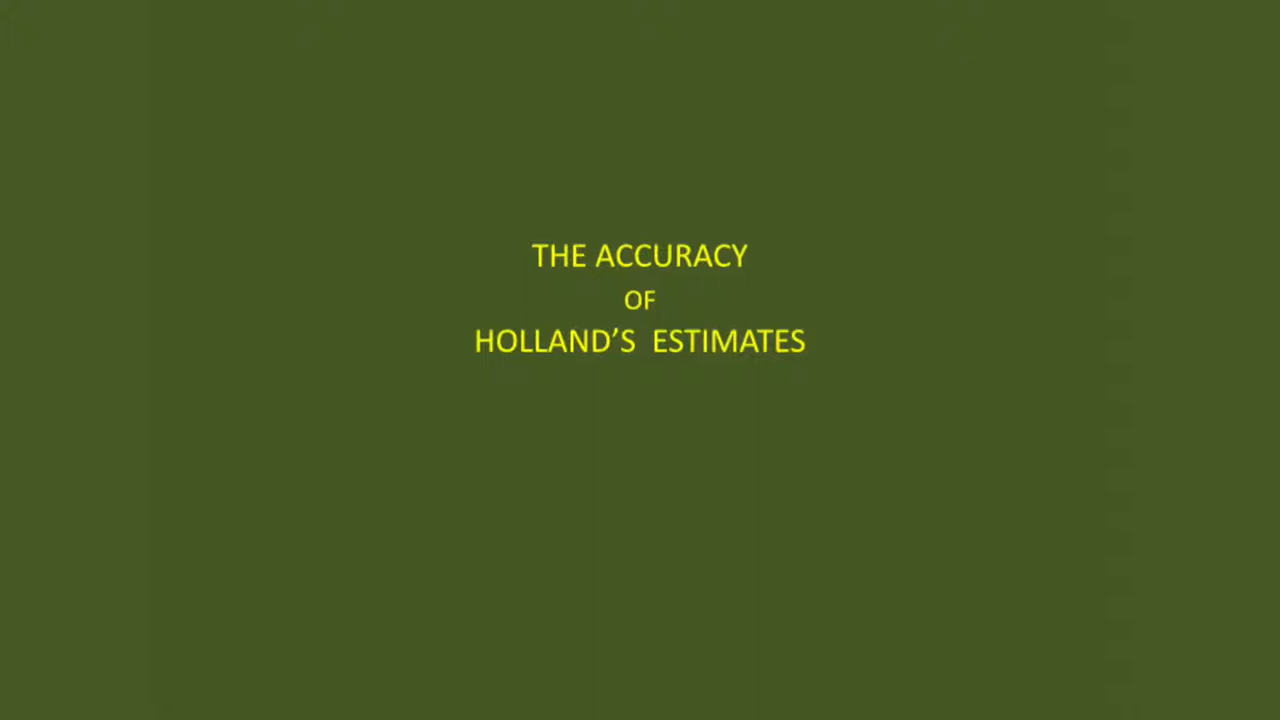 THE ACCURACY
OF
HOLLAND’S  ESTIMATES